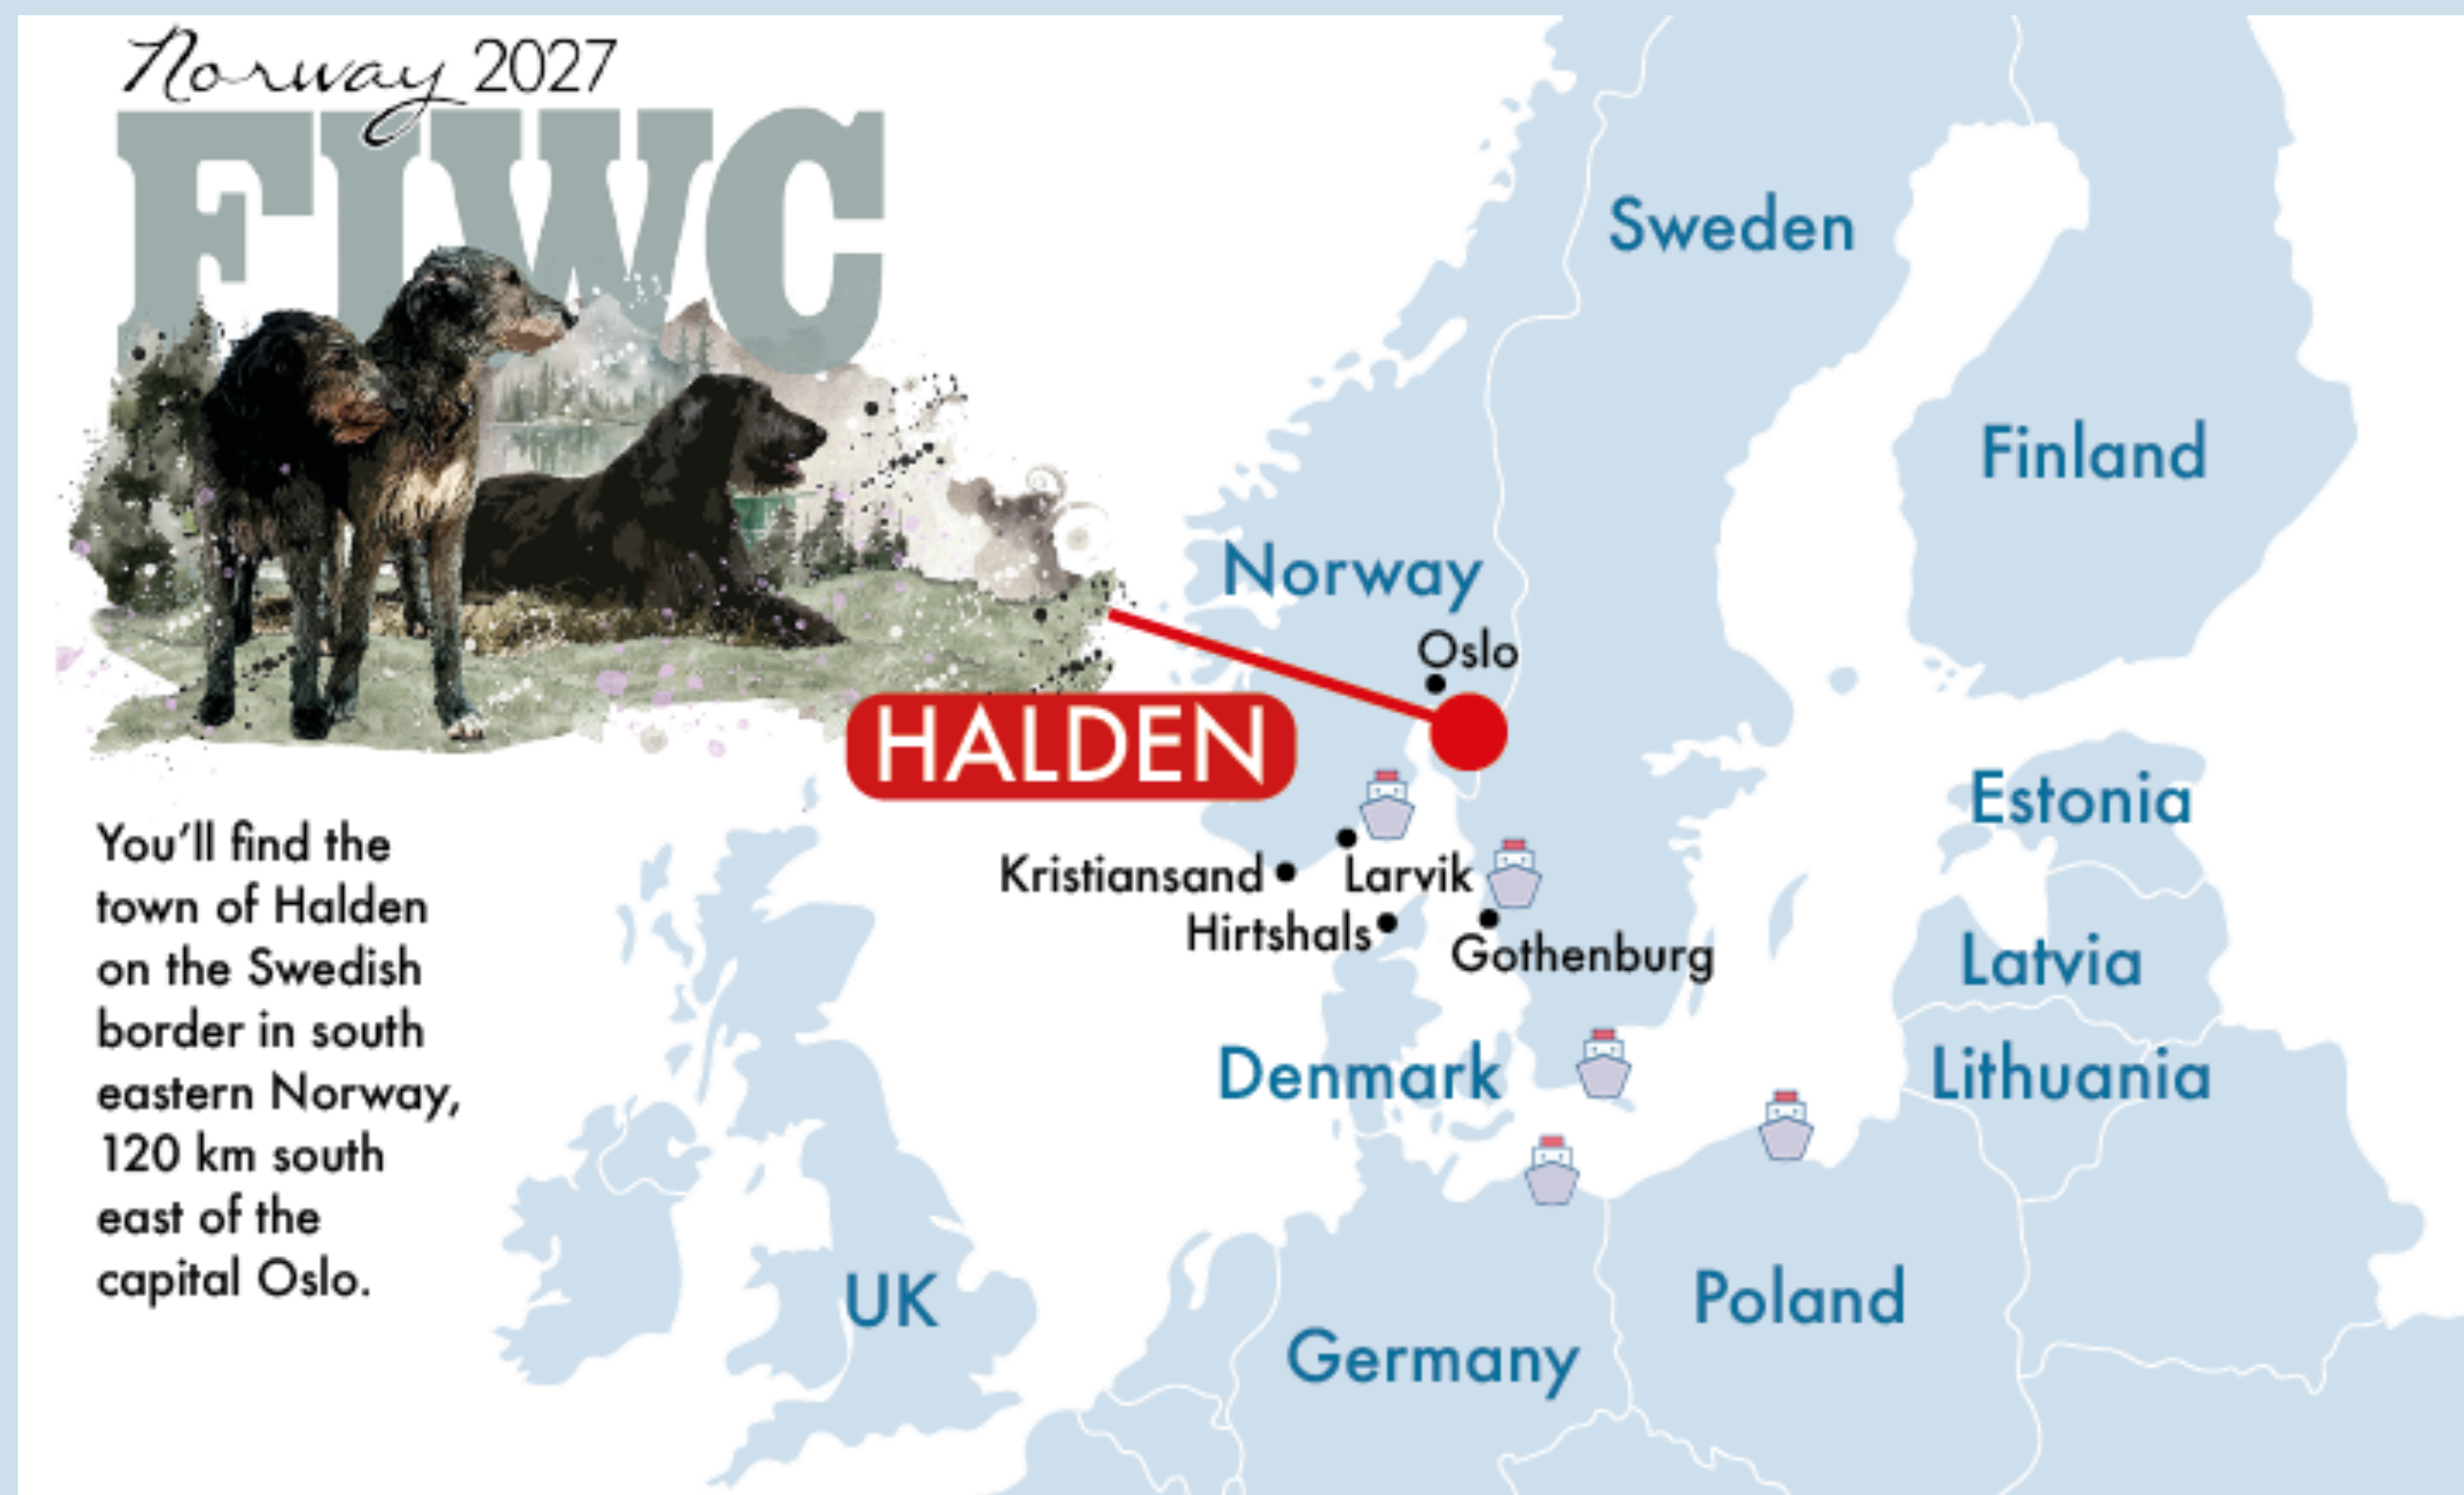 Norway 2027
EIWC
Sweden
Finland
Norway
Oslo
HALDEN
Estonia
Kristiansand
Larvik
Hirtshals
Gothenburg
Latvia
Denmark
Lithuania
UK
Poland
Germany
You'll find the
town of Halden
on the Swedish
border in south
eastern Norway,
120 km south
east of the
capital Oslo.